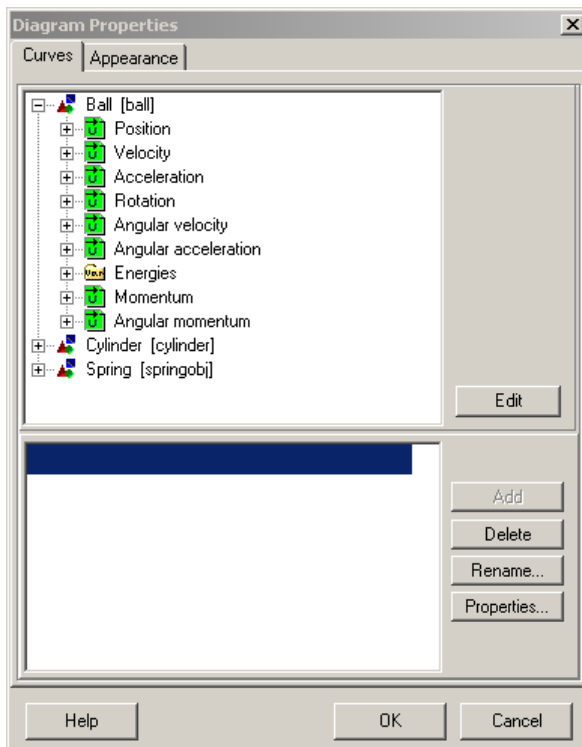 Diagram Properties
Curves Appearance
Ball [ball]
Position
Velocity
Acceleration
Rotation
Angular velocity
Angular acceleration
Energies
Momentum
Angular momentum
Cylinder [cylinder]
Spring [springobj]
Edit
Add
Delete
Rename...
Properties...
Help OK Cancel